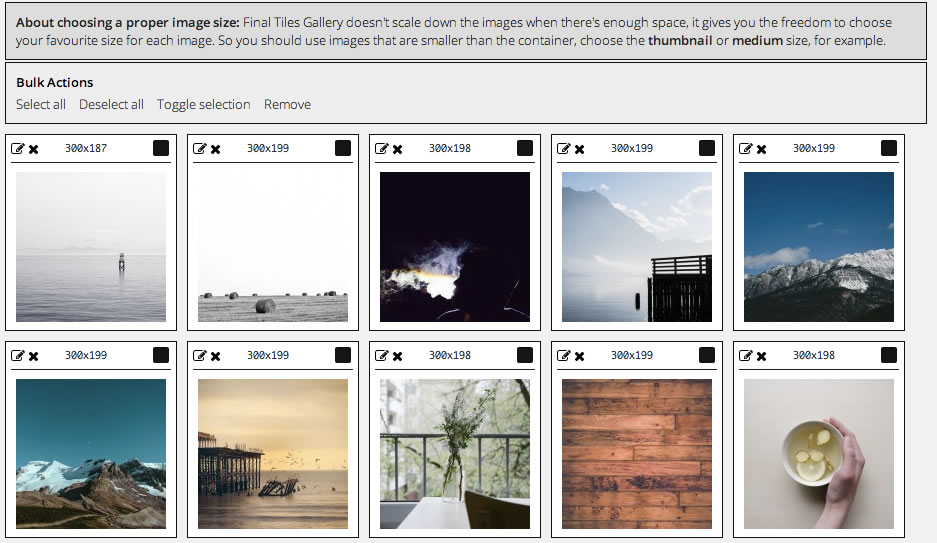 About choosing a proper image size: Final Tiles Gallery doesn't scale down the images when there's enough space, it gives you the freedom to choose
your favourite size for each image. So you should use images that are smaller than the container, choose the thumbnail or medium size, for example.
Bulk Actions
Select all Deselect all Toggle selection Remove
300x187 300x199 300x198 300x199 300x199
300x199 300x199 300x198 300x199 300x198